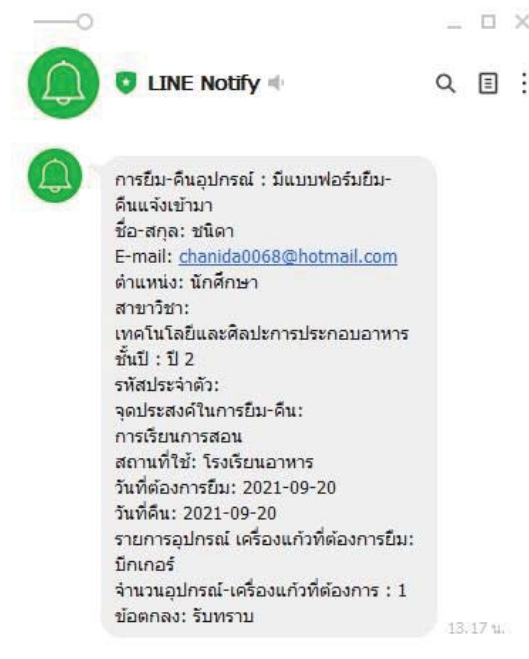 LINE Notify
การยืม-คืนอุปกรณ์ : มีแบบฟอร์มยืม-
คืนแจ้งเข้ามา
ชื่อ-สกุล: ชนิดา
E-mail: chanida0068@hotmail.com
ตำแหน่ง: นักศึกษา
สาขาวิชา:
เทคโนโลยีและศิลปะการประกอบอาหาร
ชั้นปี : ปี 2
รหัสประจำตัว:
จุดประสงค์ในการยืม-คืน:
การเรียนการสอน
สถานที่ใช้: โรงเรียนอาหาร
วันที่ต้องการยืม: 2021-09-20
วันที่คืน: 2021-09-20
รายการอุปกรณ์ เครื่องแก้วที่ต้องการยืม:
บีกเกอร์
จำนวนอุปกรณ์-เครื่องแก้วที่ต้องการ : 1
ข้อตกลง: รับทราบ
13.17 น.